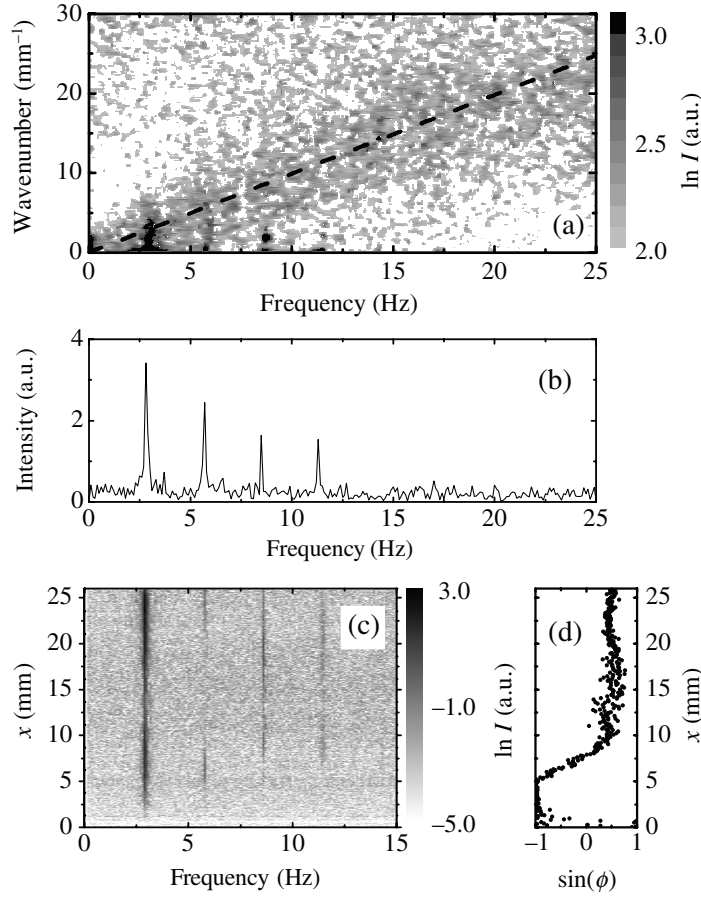 30
20
10
0
Wavenumber (mm⁻¹)
(a)
0 5 10 15 20 25
Frequency (Hz)
3.0
2.5
2.0
ln I (a.u.)
4
2
0
Intensity (a.u.)
(b)
0 5 10 15 20 25
Frequency (Hz)
25
20
15
10
5
0
x (mm)
(c)
0 5 10 15
Frequency (Hz)
3.0
−1.0
−5.0
ln I (a.u.)
(d)
25
20
15
10
5
0
x (mm)
−1 0 1
sin(ϕ)